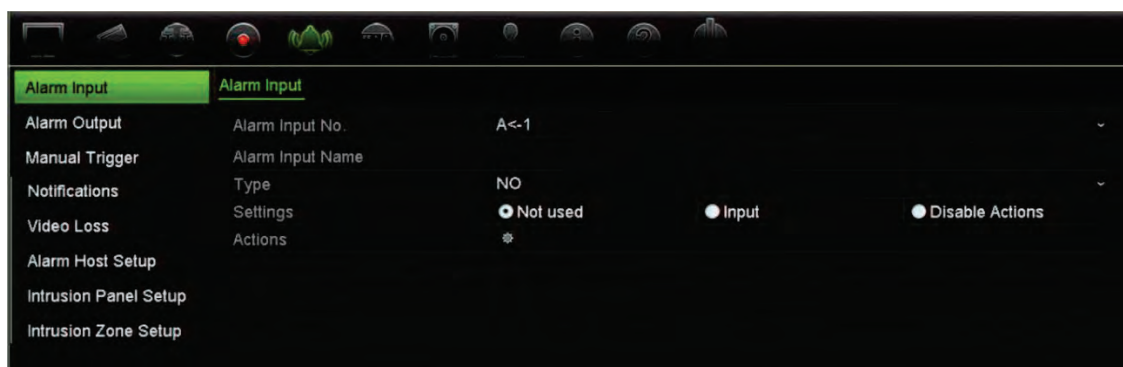 Alarm Input
Alarm Output
Manual Trigger
Notifications
Video Loss
Alarm Host Setup
Intrusion Panel Setup
Intrusion Zone Setup
Alarm Input
Alarm Input No. A<-1
Alarm Input Name
Type NO
Settings Not used Input Disable Actions
Actions